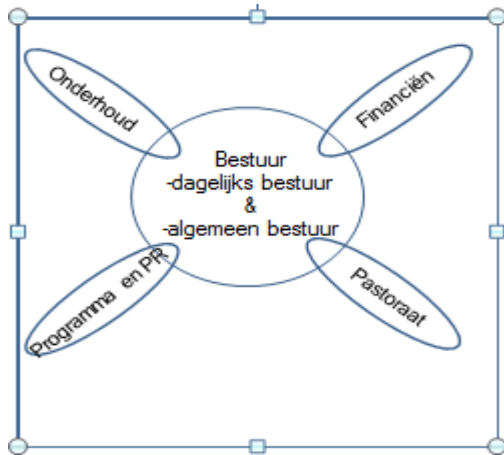 Onderhoud
Financiën
Bestuur
-dagelijks bestuur
&
-algemeen bestuur
Programma en PR
Pastoraat